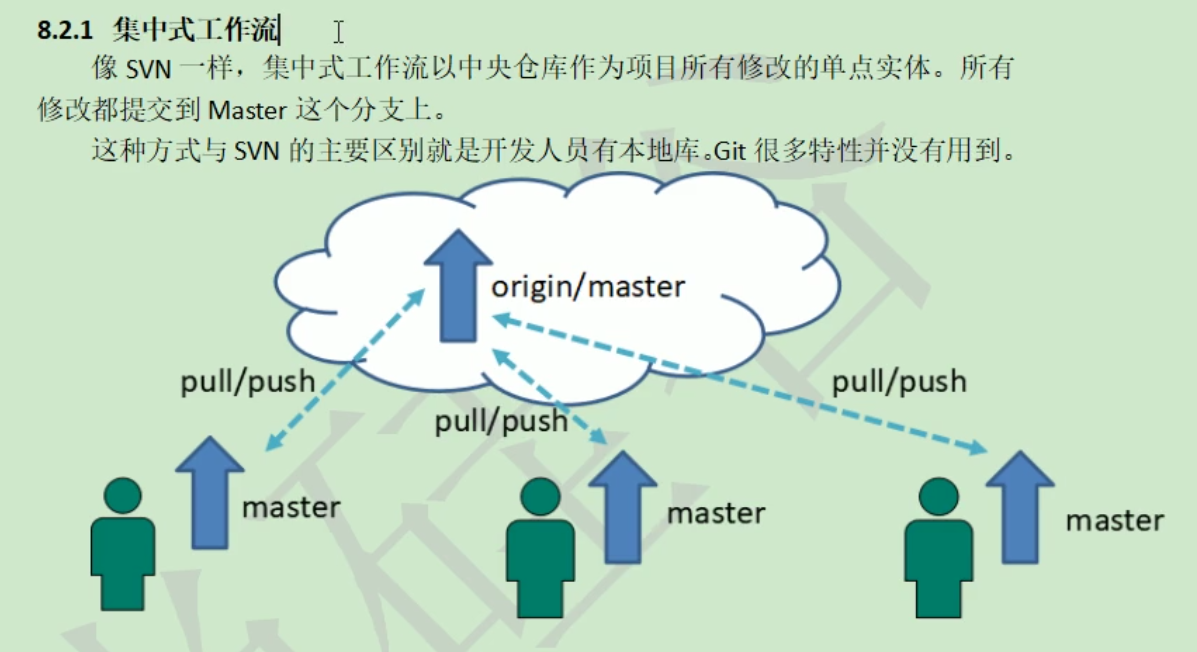 8.2.1 集中式工作流
像 SVN 一样，集中式工作流以中央仓库作为项目所有修改的单点实体。所有
修改都提交到 Master 这个分支上。
这种方式与 SVN 的主要区别就是开发人员有本地库。Git 很多特性并没有用到。
origin/master
pull/push
pull/push
pull/push
master
master
master